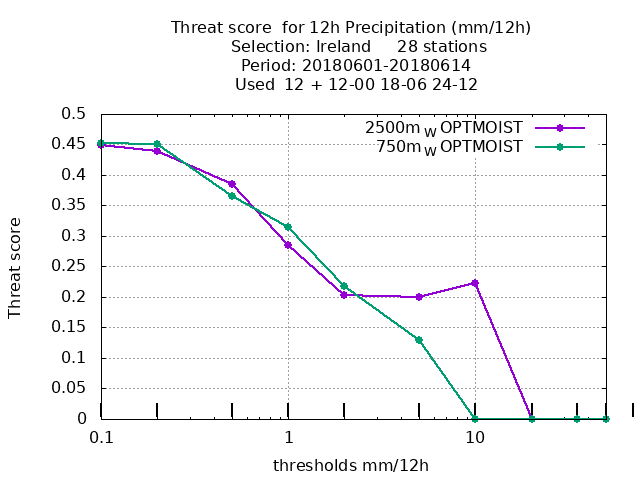 Threat score  for 12h Precipitation (mm/12h)
Selection: Ireland     28 stations
Period: 20180601-20180614
Used  12 + 12-00 18-06 24-12
2500m W OPTMOIST
750m W OPTMOIST
0.5
0.45
0.4
0.35
0.3
0.25
0.2
0.15
0.1
0.05
0
Threat score
0.1 1 10
thresholds mm/12h